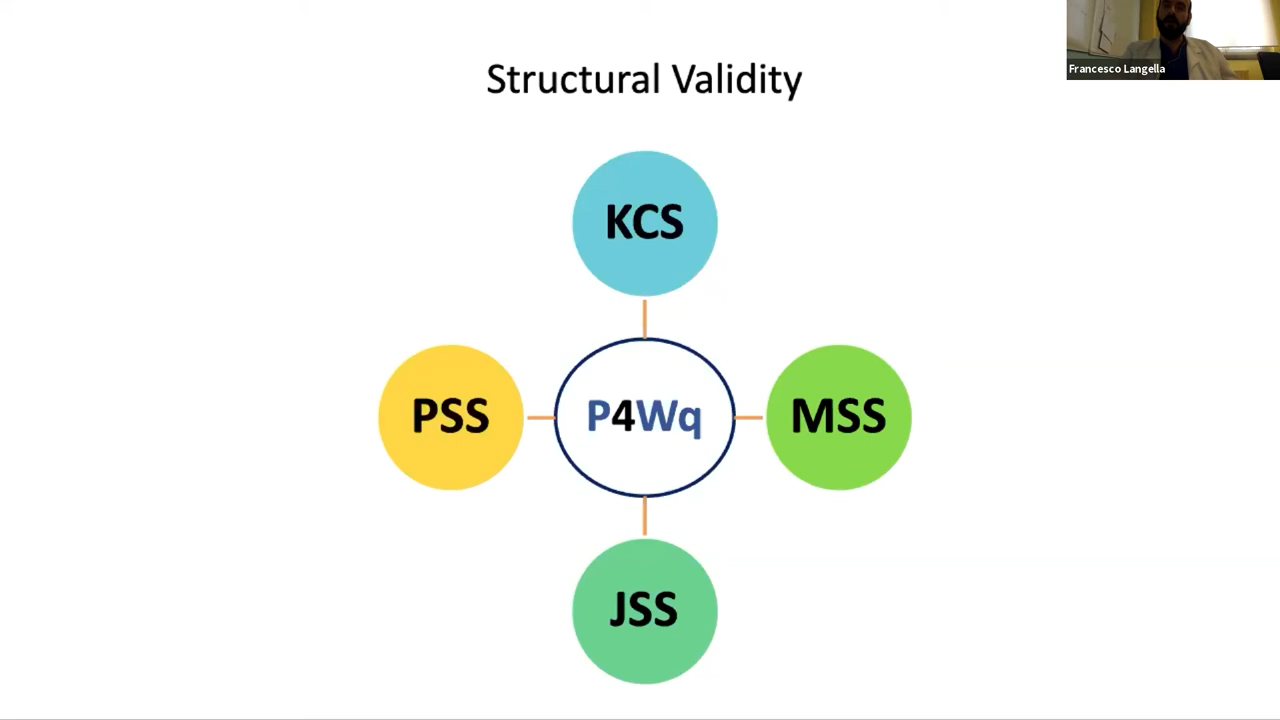 Francesco Langella
Structural Validity
KCS
PSS
P4Wq
MSS
JSS